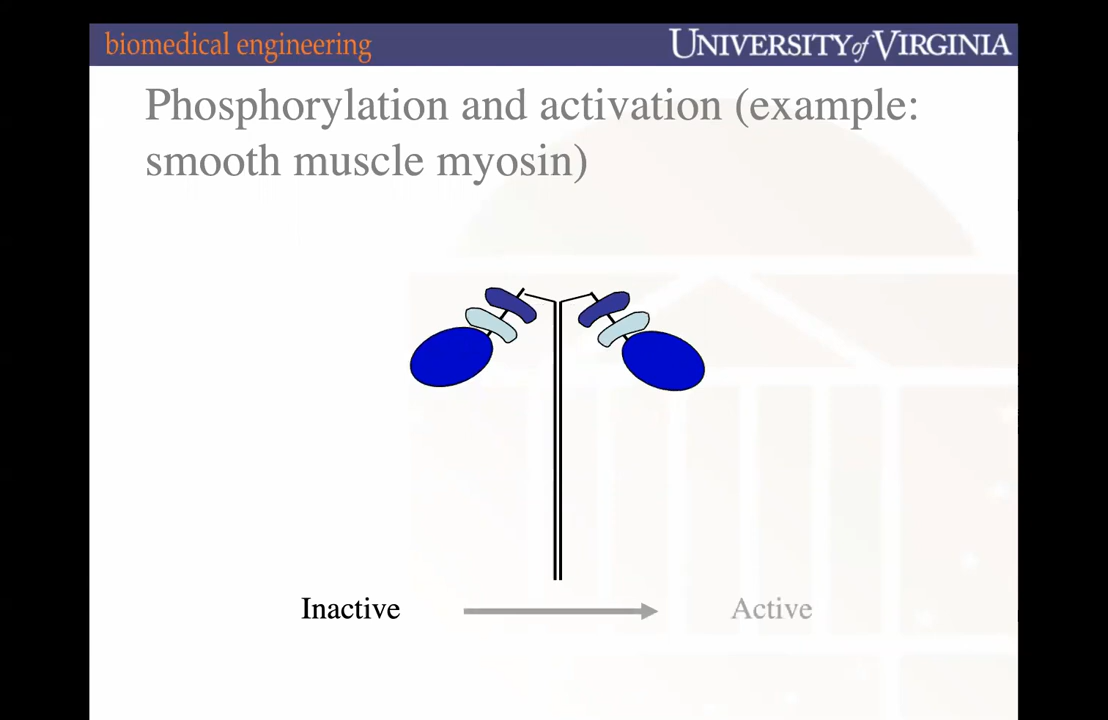 biomedical engineering
UNIVERSITY of VIRGINIA
Phosphorylation and activation (example:
smooth muscle myosin)
Inactive
Active